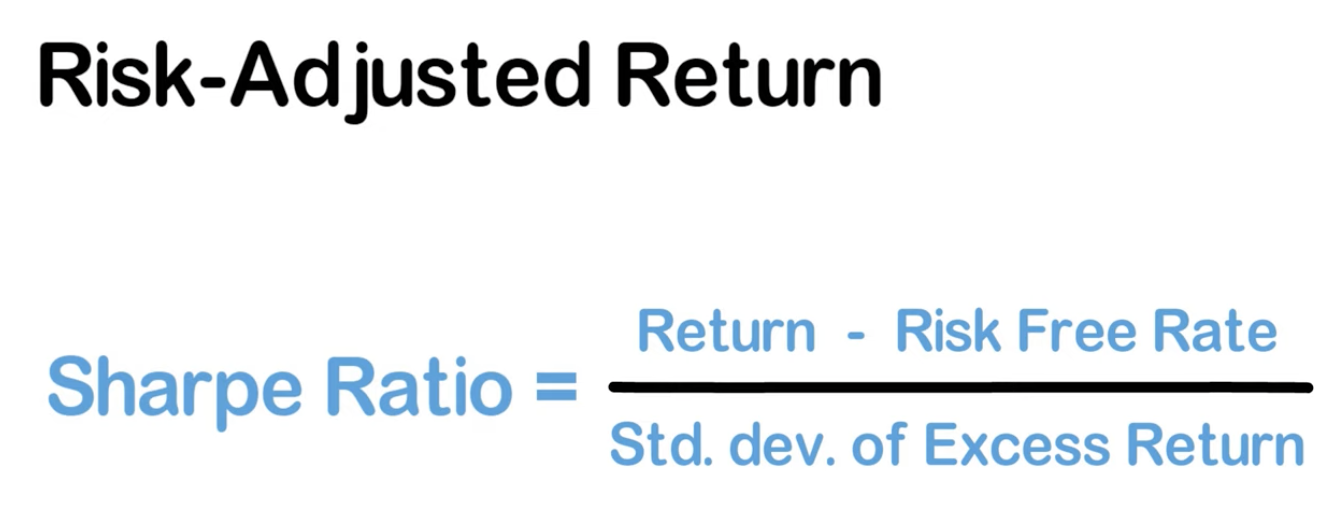 Risk-Adjusted Return
Return - Risk Free Rate
Sharpe Ratio =
Std. dev. of Excess Return